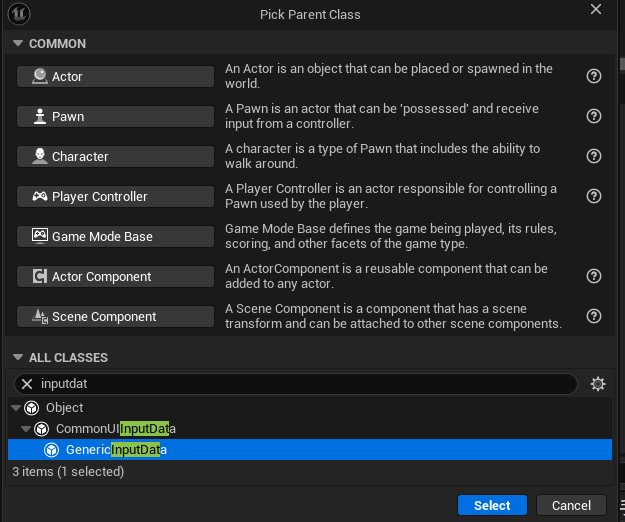 Pick Parent Class
COMMON
Actor
An Actor is an object that can be placed or spawned in the
world.
Pawn
A Pawn is an actor that can be 'possessed' and receive
input from a controller.
Character
A character is a type of Pawn that includes the ability to
walk around.
Player Controller
A Player Controller is an actor responsible for controlling a
Pawn used by the player.
Game Mode Base
Game Mode Base defines the game being played, its rules,
scoring, and other facets of the game type.
Actor Component
An ActorComponent is a reusable component that can be
added to any actor.
Scene Component
A Scene Component is a component that has a scene
transform and can be attached to other scene components.
ALL CLASSES
inputdat
Object
CommonUIInputData
GenericInputData
3 items (1 selected)
Select
Cancel